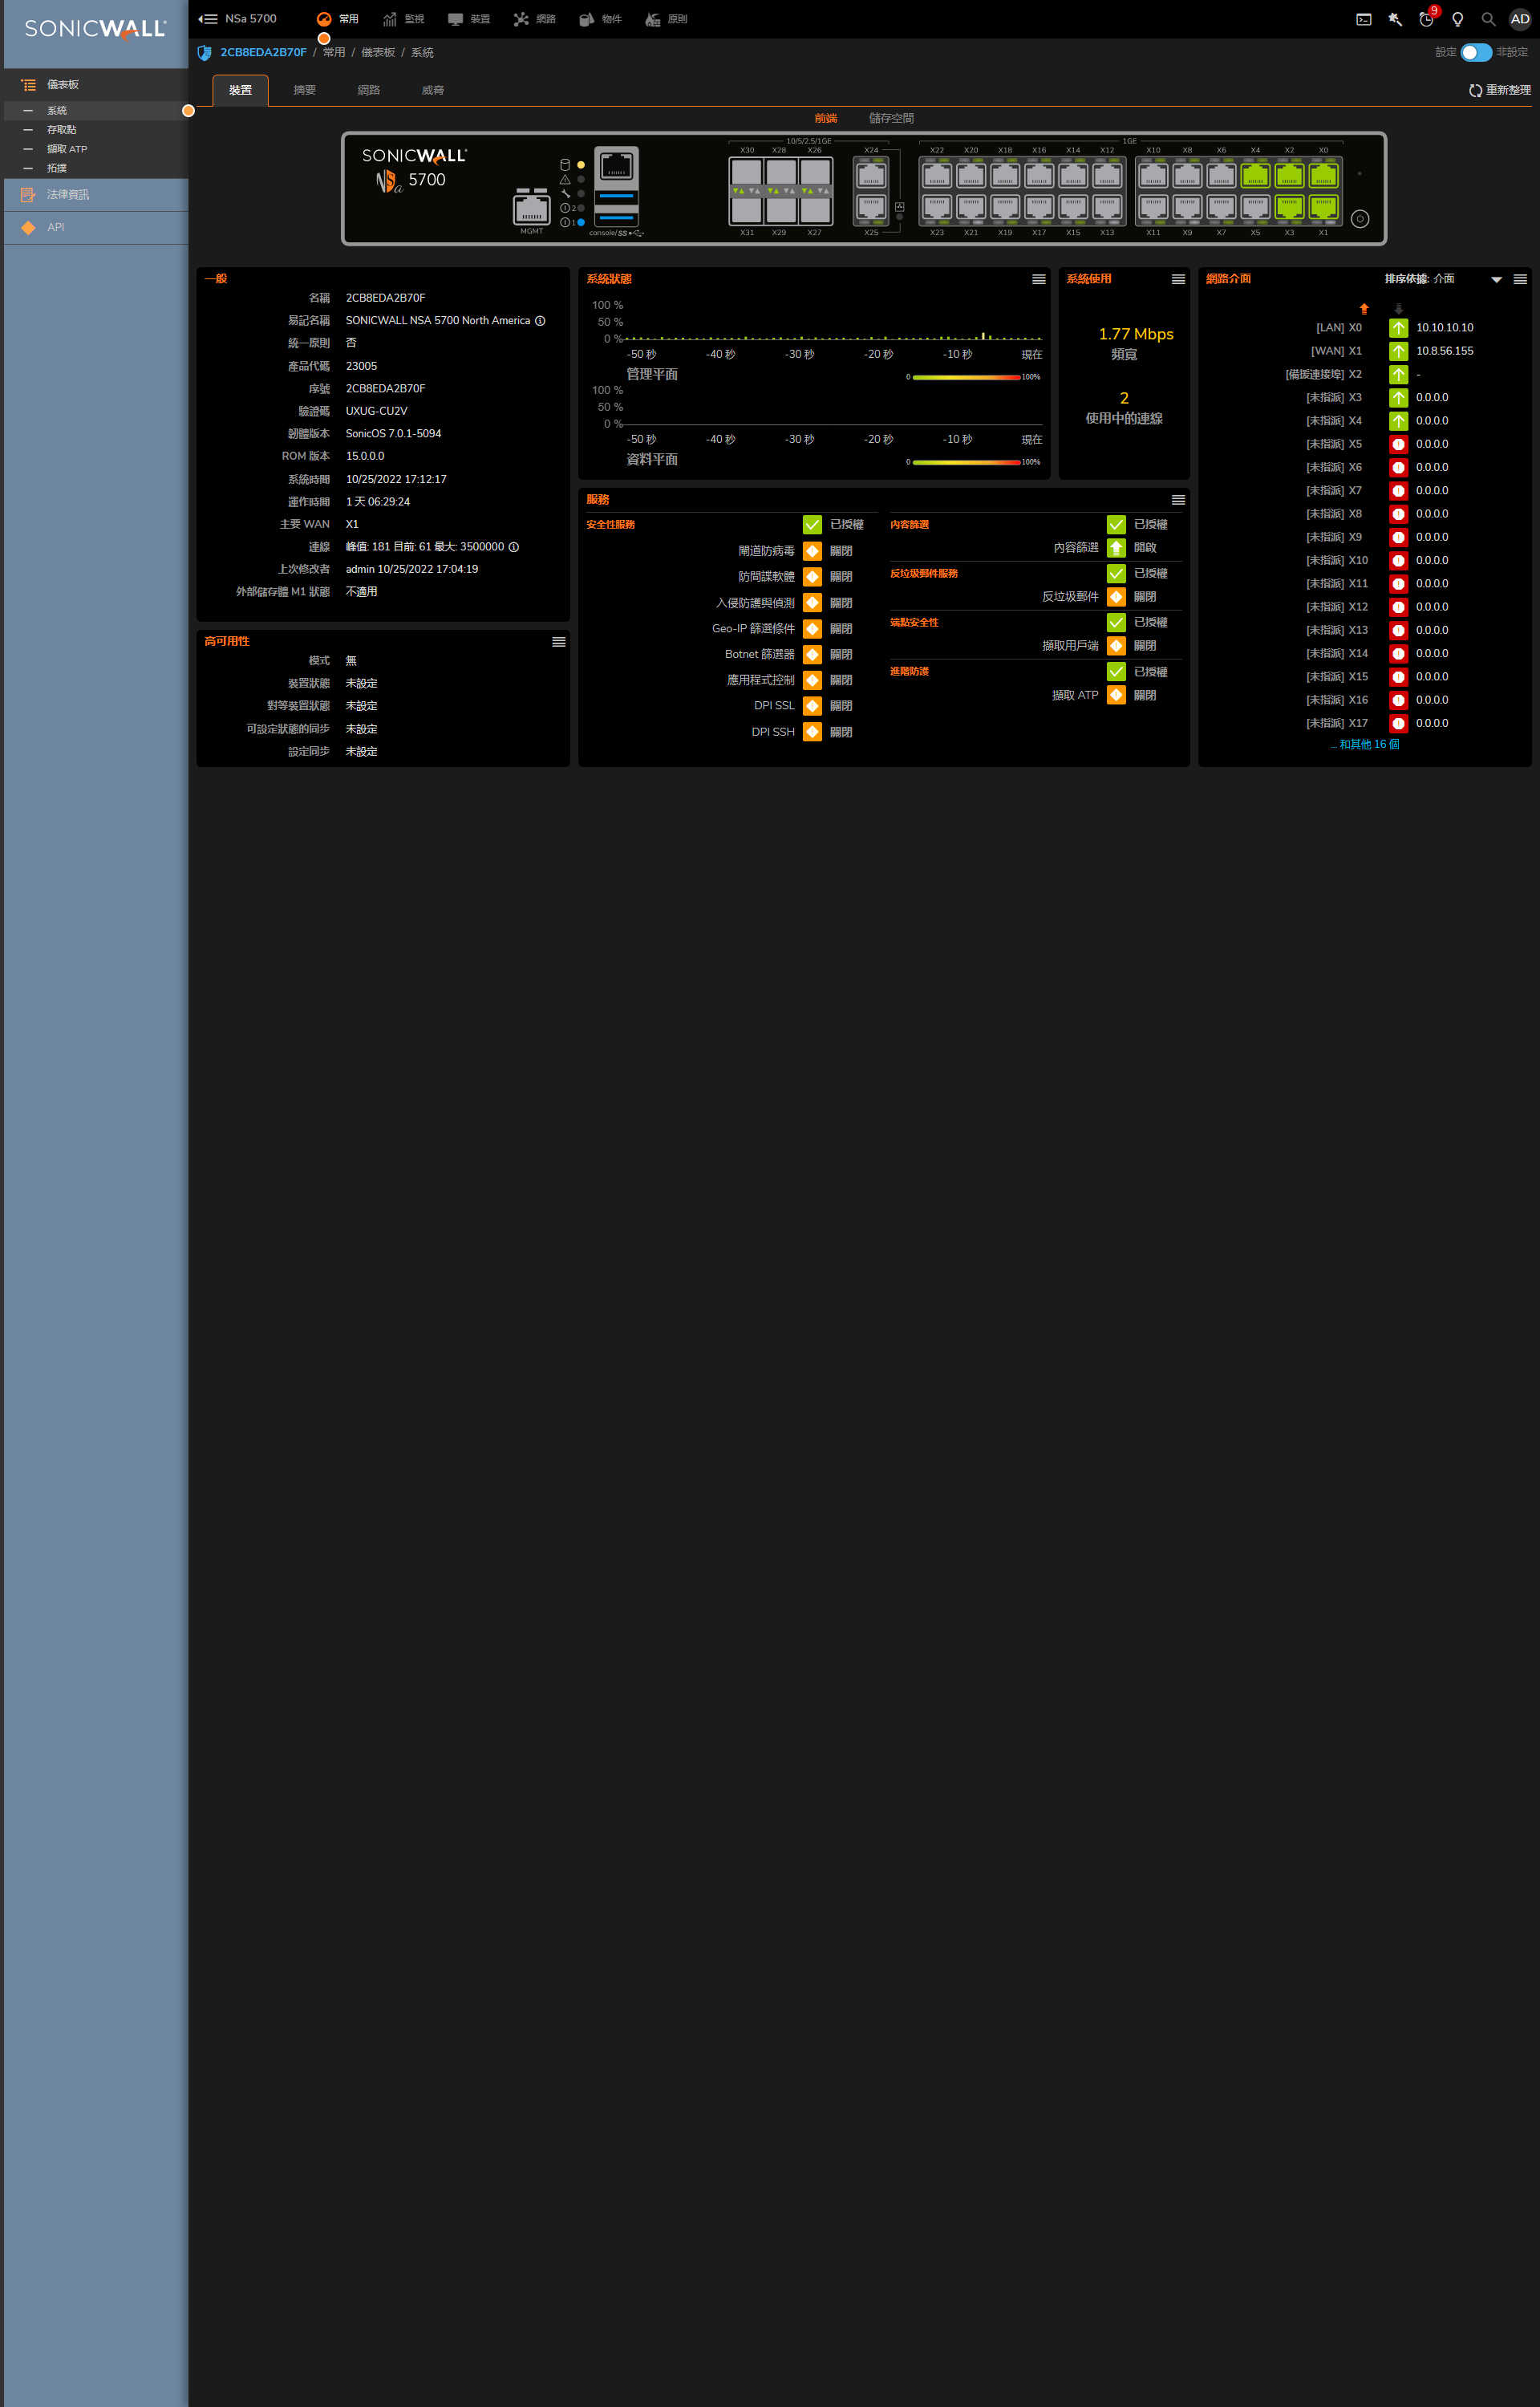 SONICWALL
NSa 5700
常用
監視
裝置
網路
物件
原則
9
AD
2CB8EDA2B70F / 常用 / 儀表板 / 系統
設定
非設定
儀表板
系統
存取點
擷取 ATP
拓撲
法律資訊
API
裝置
摘要
網路
威脅
重新整理
前端
儲存空間
SONICWALL
NSa 5700
MGMT
2
1
console/SS
10/5/2.5/1GE
1GE
X30 X28 X26 X24 X22 X20 X18 X16 X14 X12 X10 X8 X6 X4 X2 X0
X31 X29 X27 X25 X23 X21 X19 X17 X15 X13 X11 X9 X7 X5 X3 X1
一般
名稱 2CB8EDA2B70F
易記名稱 SONICWALL NSA 5700 North America
統一原則 否
產品代碼 23005
序號 2CB8EDA2B70F
驗證碼 UXUG-CU2V
韌體版本 SonicOS 7.0.1-5094
ROM 版本 15.0.0.0
系統時間 10/25/2022 17:12:17
運作時間 1 天 06:29:24
主要 WAN X1
連線 峰值: 181 目前: 61 最大: 3500000
上次修改者 admin 10/25/2022 17:04:19
外部儲存體 M1 狀態 不適用
高可用性
模式 無
裝置狀態 未設定
對等裝置狀態 未設定
可設定狀態的同步 未設定
設定同步 未設定
系統狀態
100 %
50 %
0 %
-50 秒 -40 秒 -30 秒 -20 秒 -10 秒 現在
管理平面 0 100%
100 %
50 %
0 %
-50 秒 -40 秒 -30 秒 -20 秒 -10 秒 現在
資料平面 0 100%
系統使用
1.77 Mbps
頻寬
2
使用中的連線
服務
安全性服務 已授權
閘道防病毒 關閉
防間諜軟體 關閉
入侵防護與偵測 關閉
Geo-IP 篩選條件 關閉
Botnet 篩選器 關閉
應用程式控制 關閉
DPI SSL 關閉
DPI SSH 關閉
內容篩選 已授權
內容篩選 開啟
反垃圾郵件服務 已授權
反垃圾郵件 關閉
端點安全性 已授權
擷取用戶端 關閉
進階防護 已授權
擷取 ATP 關閉
網路介面
排序依據: 介面
[LAN] X0 10.10.10.10
[WAN] X1 10.8.56.155
[備援連接埠] X2 -
[未指派] X3 0.0.0.0
[未指派] X4 0.0.0.0
[未指派] X5 0.0.0.0
[未指派] X6 0.0.0.0
[未指派] X7 0.0.0.0
[未指派] X8 0.0.0.0
[未指派] X9 0.0.0.0
[未指派] X10 0.0.0.0
[未指派] X11 0.0.0.0
[未指派] X12 0.0.0.0
[未指派] X13 0.0.0.0
[未指派] X14 0.0.0.0
[未指派] X15 0.0.0.0
[未指派] X16 0.0.0.0
[未指派] X17 0.0.0.0
... 和其他 16 個